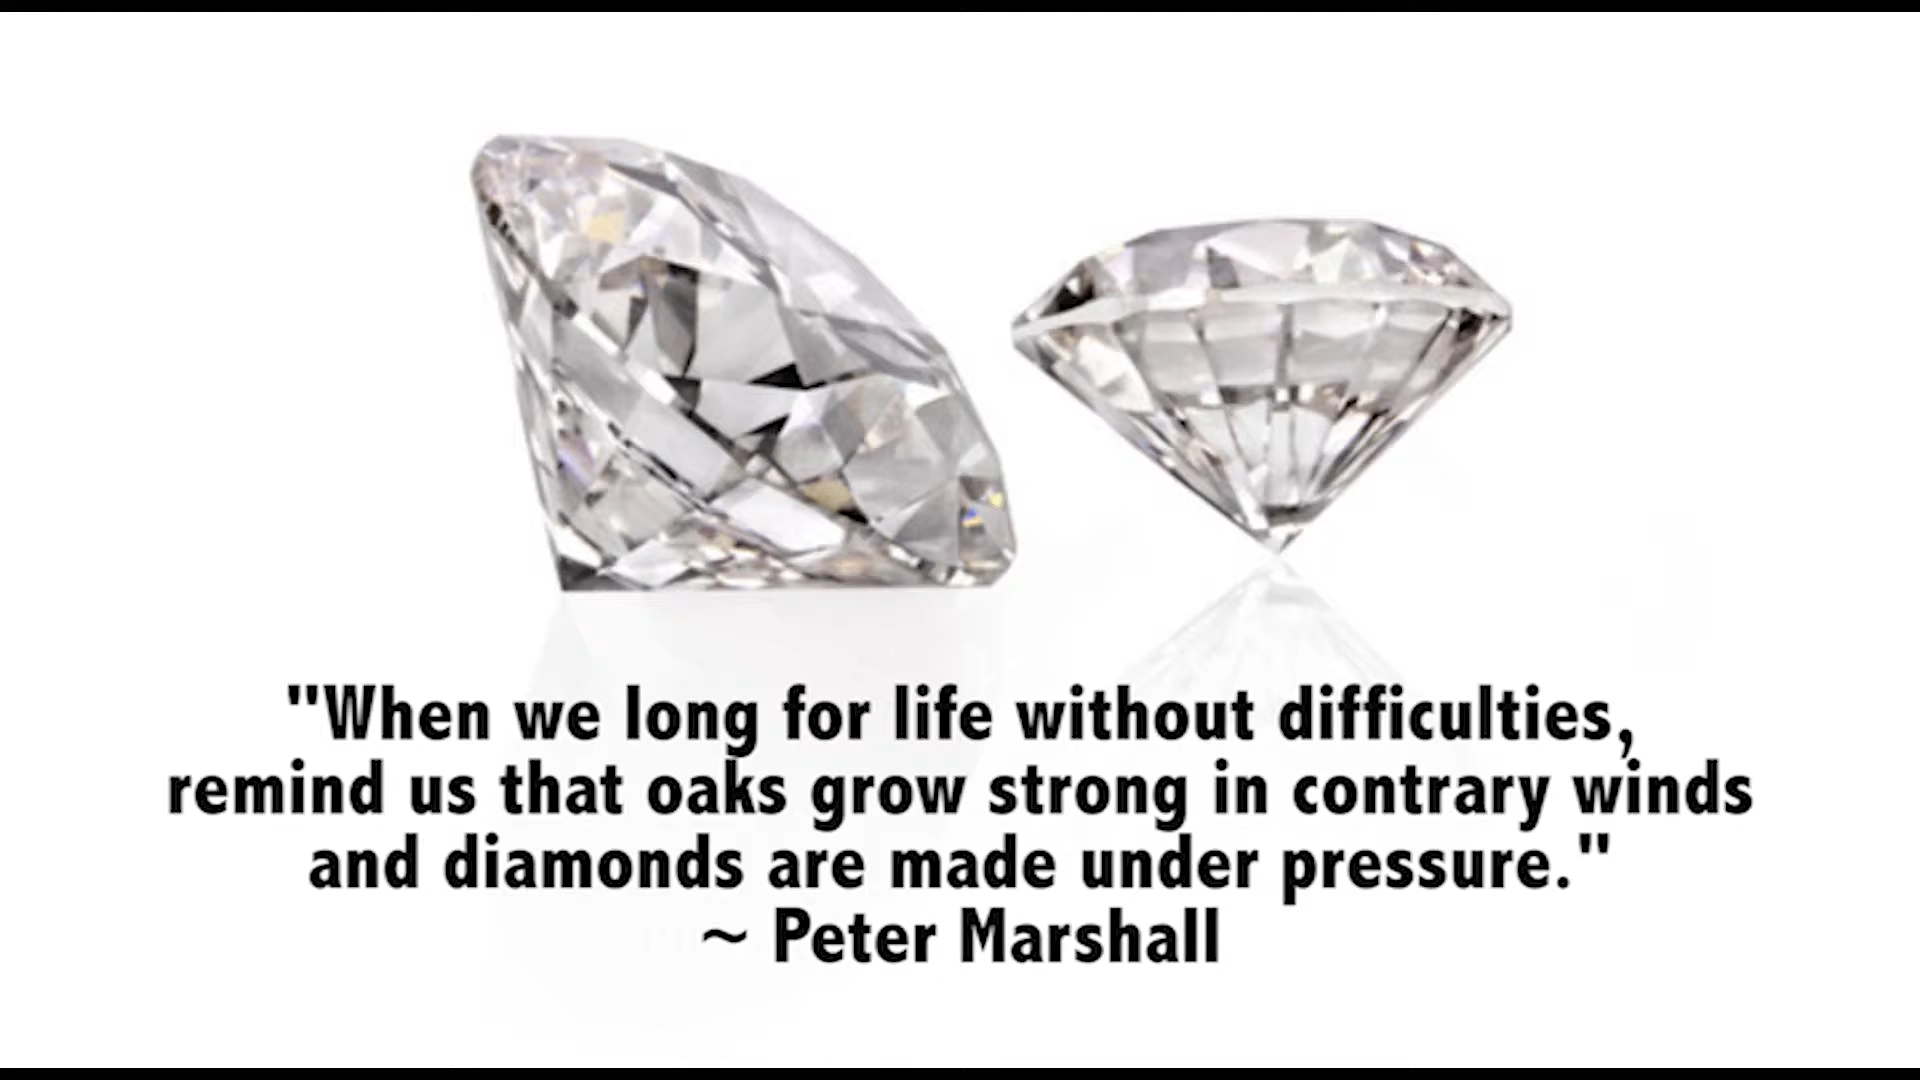 "When we long for life without difficulties,
remind us that oaks grow strong in contrary winds
and diamonds are made under pressure."
~ Peter Marshall